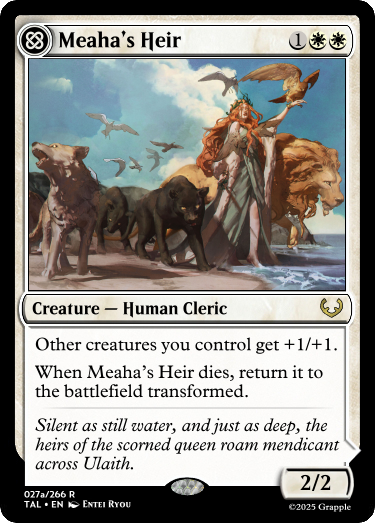 Meaha's Heir 1
Creature — Human Cleric
Other creatures you control get +1/+1.
When Meaha's Heir dies, return it to
the battlefield transformed.
Silent as still water, and just as deep, the
heirs of the scorned queen roam mendicant
across Ulaith.
2/2
027a/266 R
TAL • EN Entei Ryou
©2025 Grapple